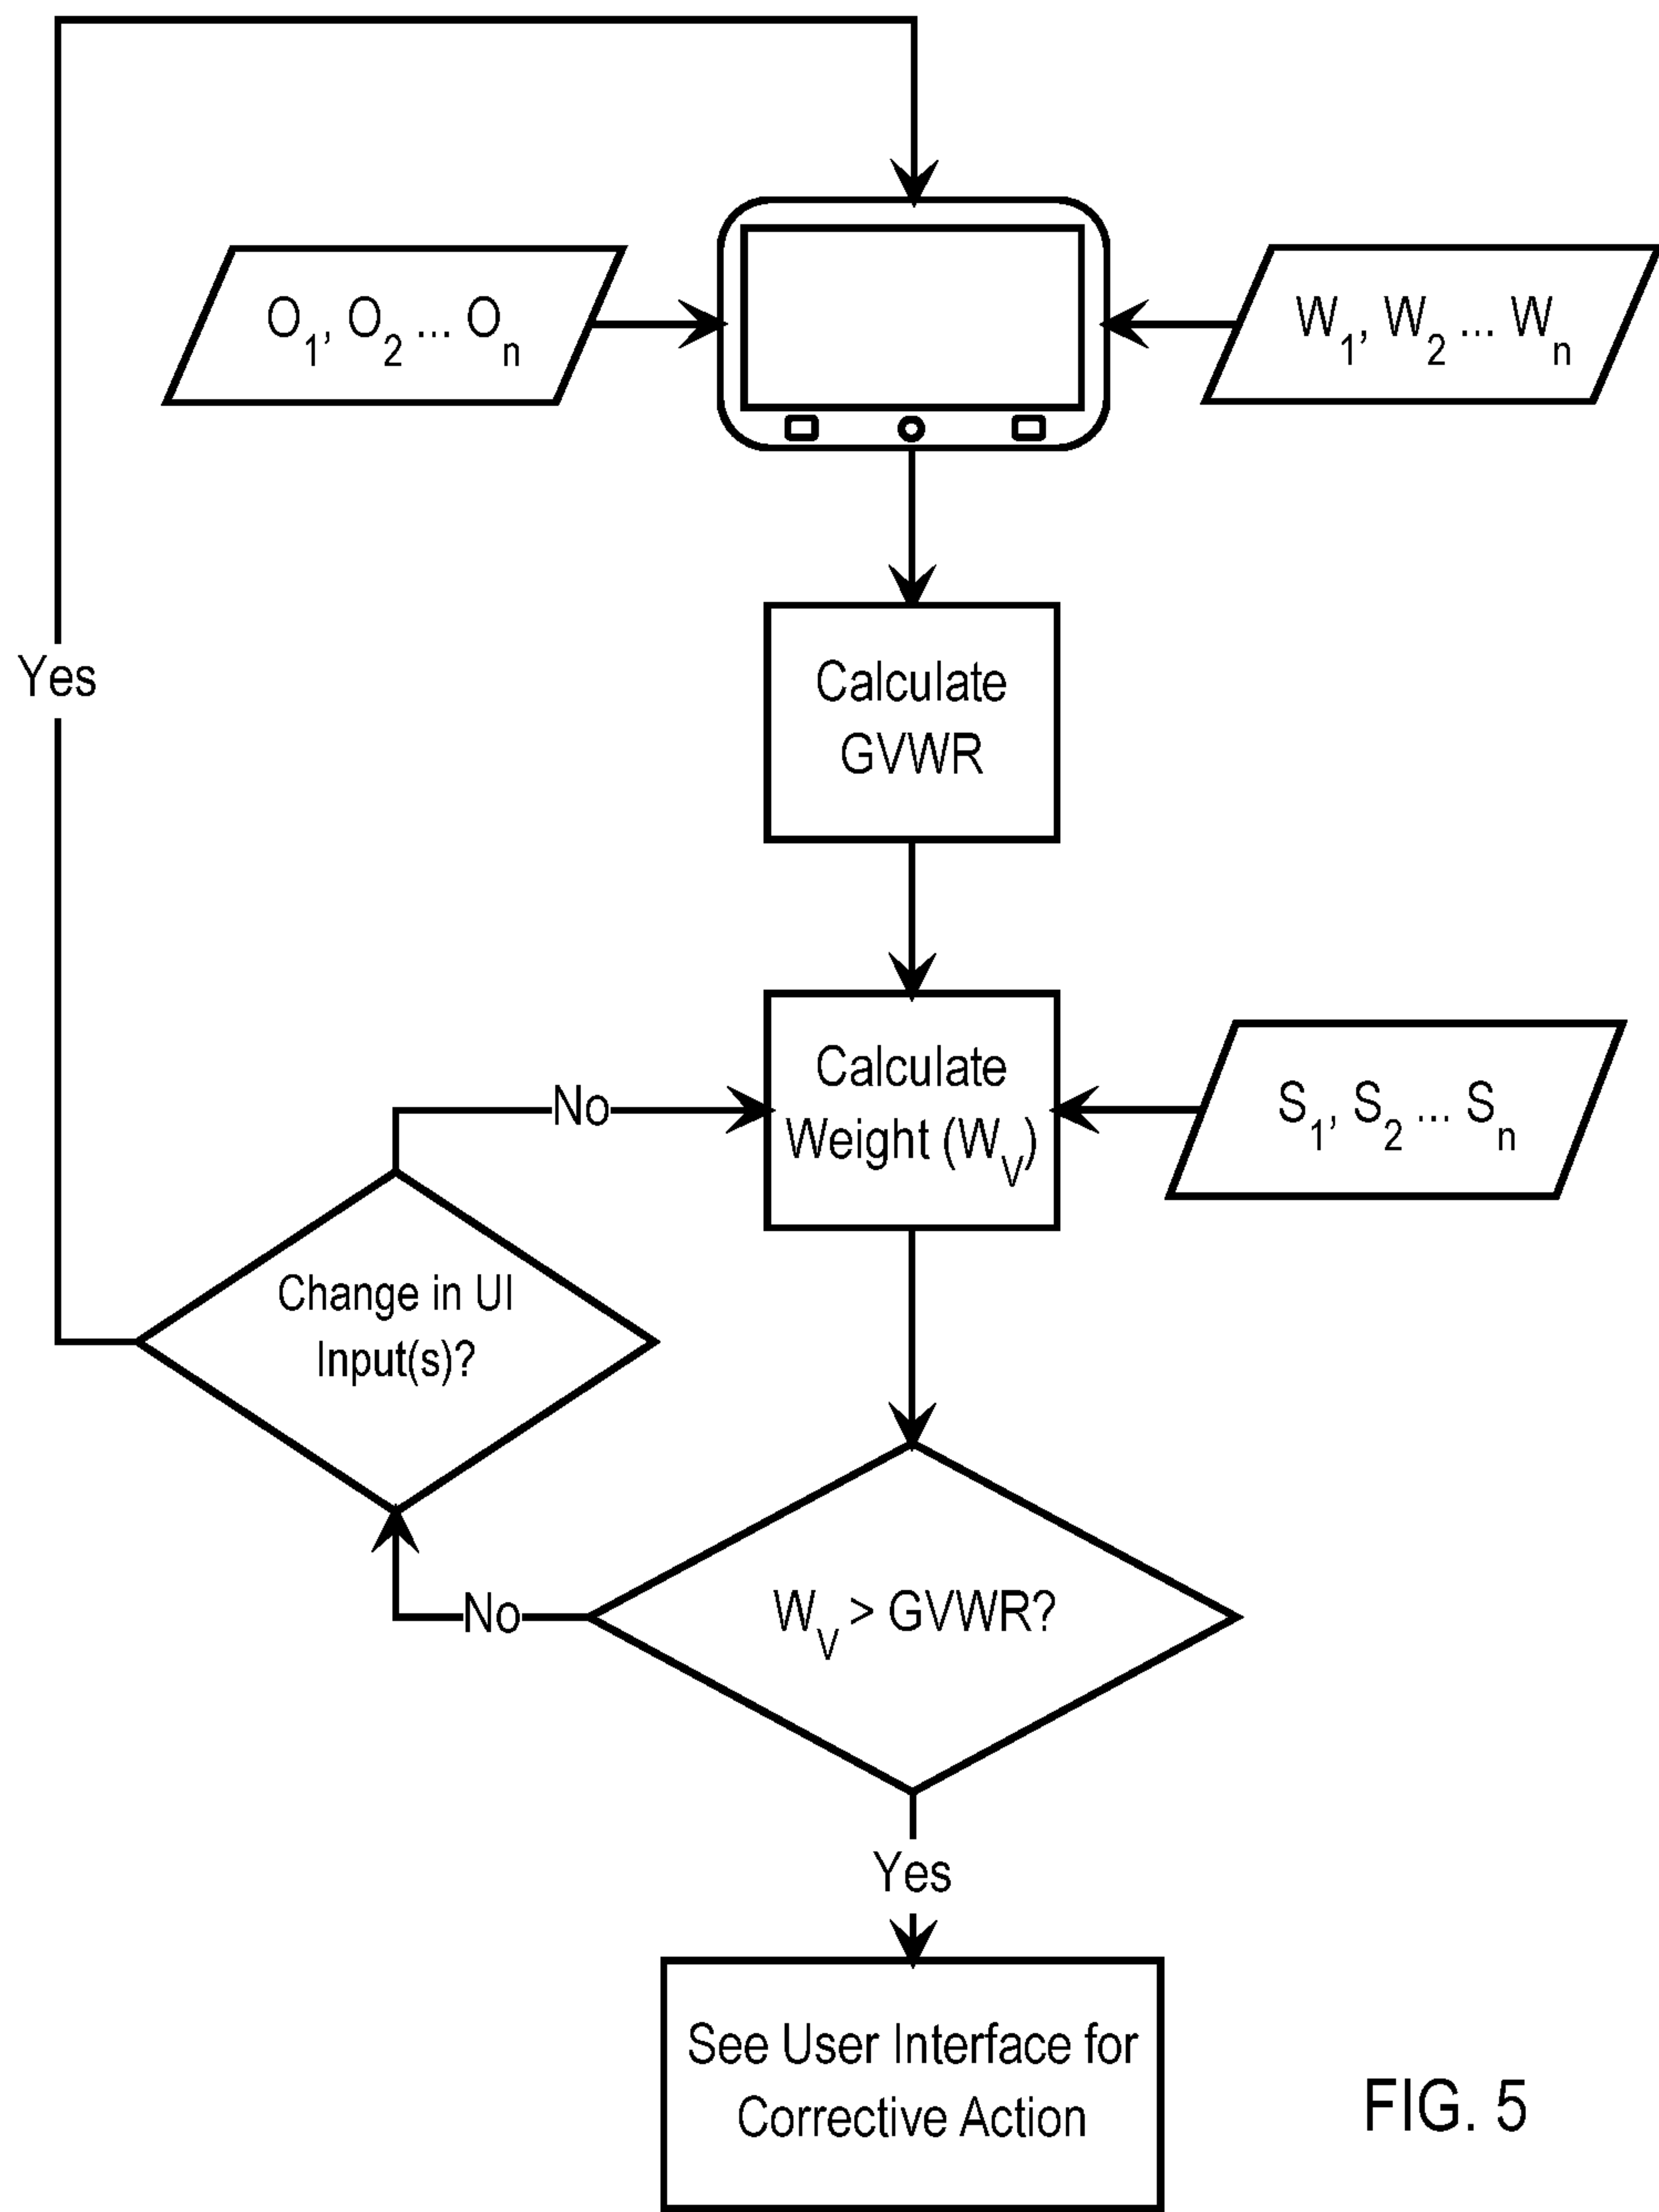 O₁, O₂ ... Oₙ
W₁, W₂ ... Wₙ
Yes
Calculate
GVWR
Calculate
Weight (Wᵥ)
No
S₁, S₂ ... Sₙ
Change in UI
Input(s)?
No
Wᵥ > GVWR?
Yes
See User Interface for
Corrective Action
FIG. 5